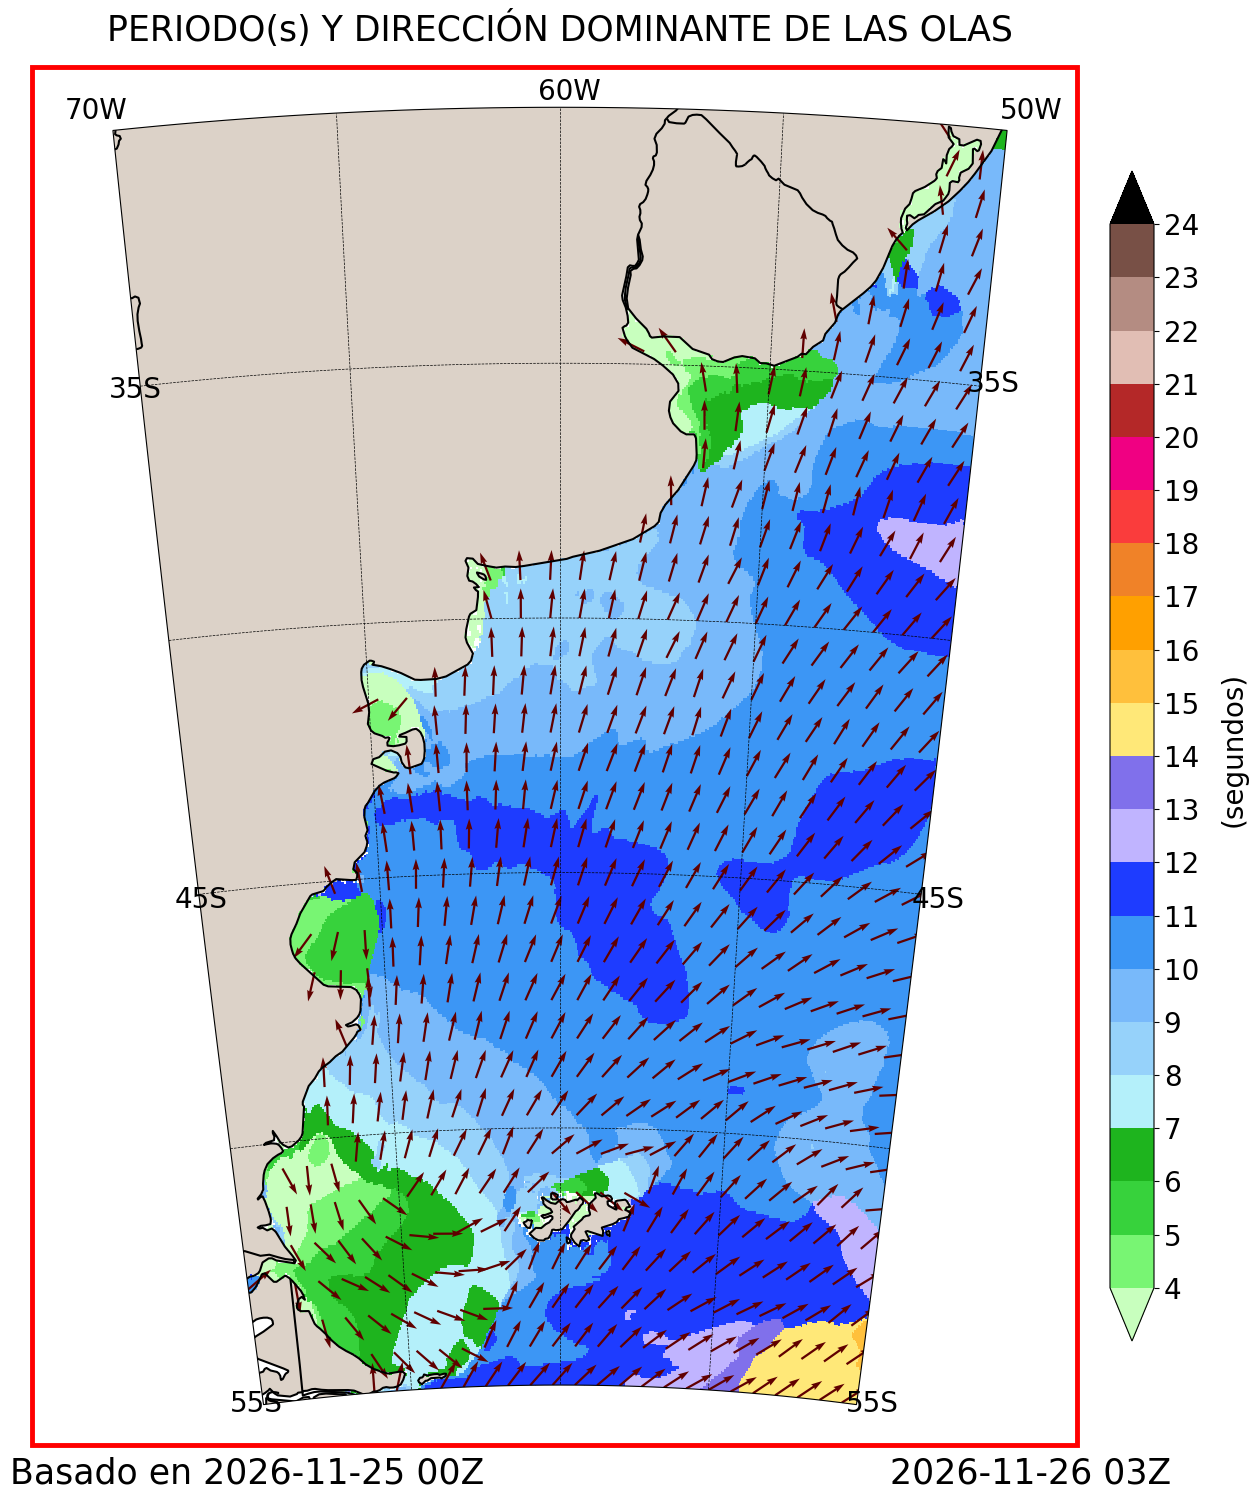 PERIODO(s) Y DIRECCIÓN DOMINANTE DE LAS OLAS
70W
60W
50W
35S
35S
45S
45S
55S
55S
24
23
22
21
20
19
18
17
16
15
14
13
12
11
10
9
8
7
6
5
4
(segundos)
Basado en 2026-11-25 00Z
2026-11-26 03Z